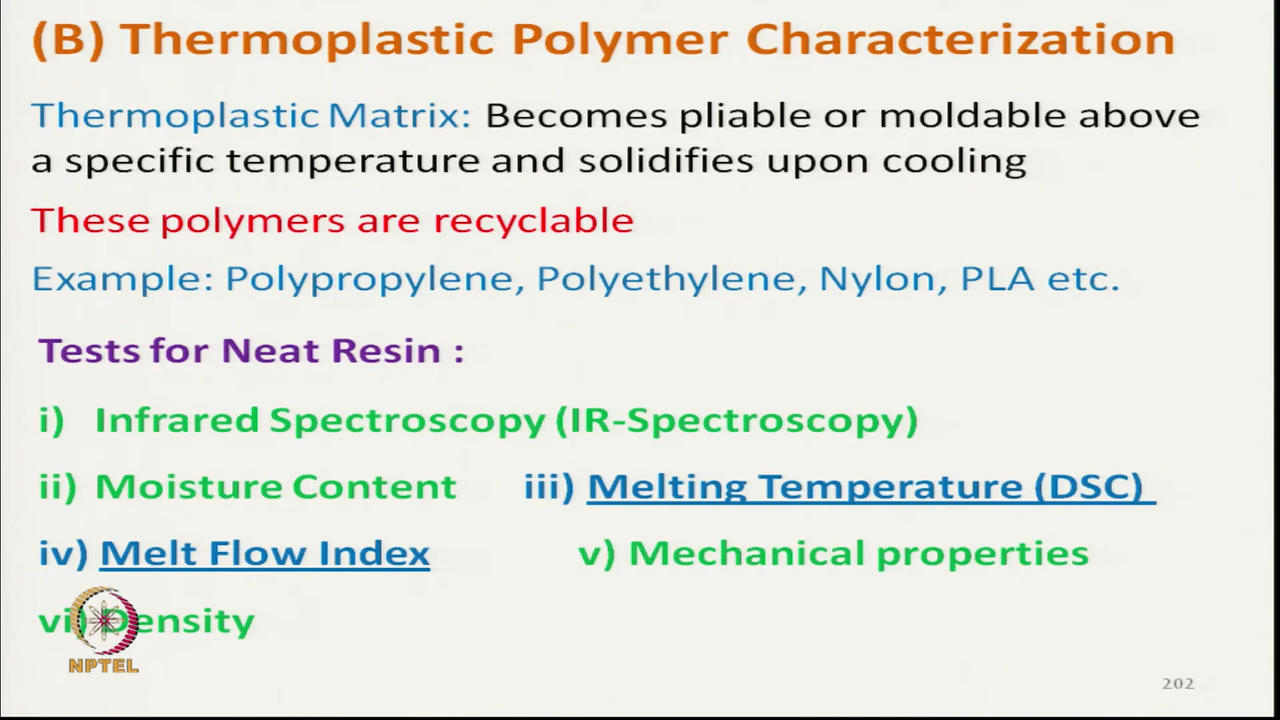 (B) Thermoplastic Polymer Characterization
Thermoplastic Matrix: Becomes pliable or moldable above
a specific temperature and solidifies upon cooling
These polymers are recyclable
Example: Polypropylene, Polyethylene, Nylon, PLA etc.
Tests for Neat Resin :
i) Infrared Spectroscopy (IR-Spectroscopy)
ii) Moisture Content iii) Melting Temperature (DSC)
iv) Melt Flow Index v) Mechanical properties
vi) Density
NPTEL
202